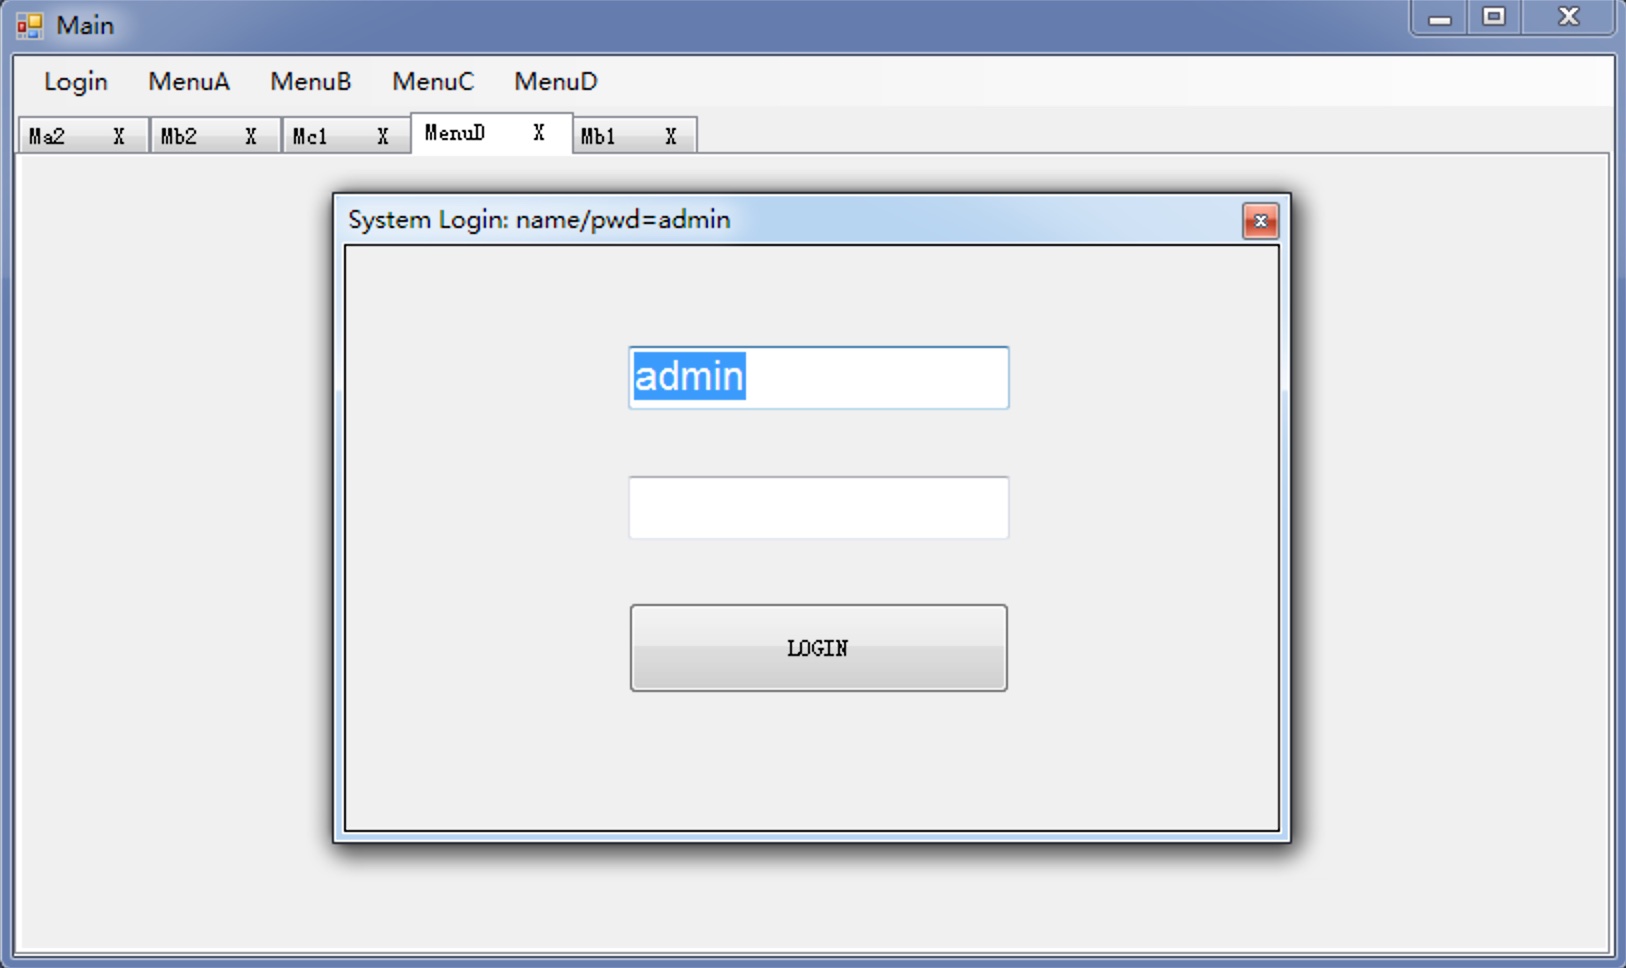 Main
Login MenuA MenuB MenuC MenuD
Ma2 X Mb2 X Mc1 X MenuD X Mb1 X
System Login: name/pwd=admin
admin
LOGIN